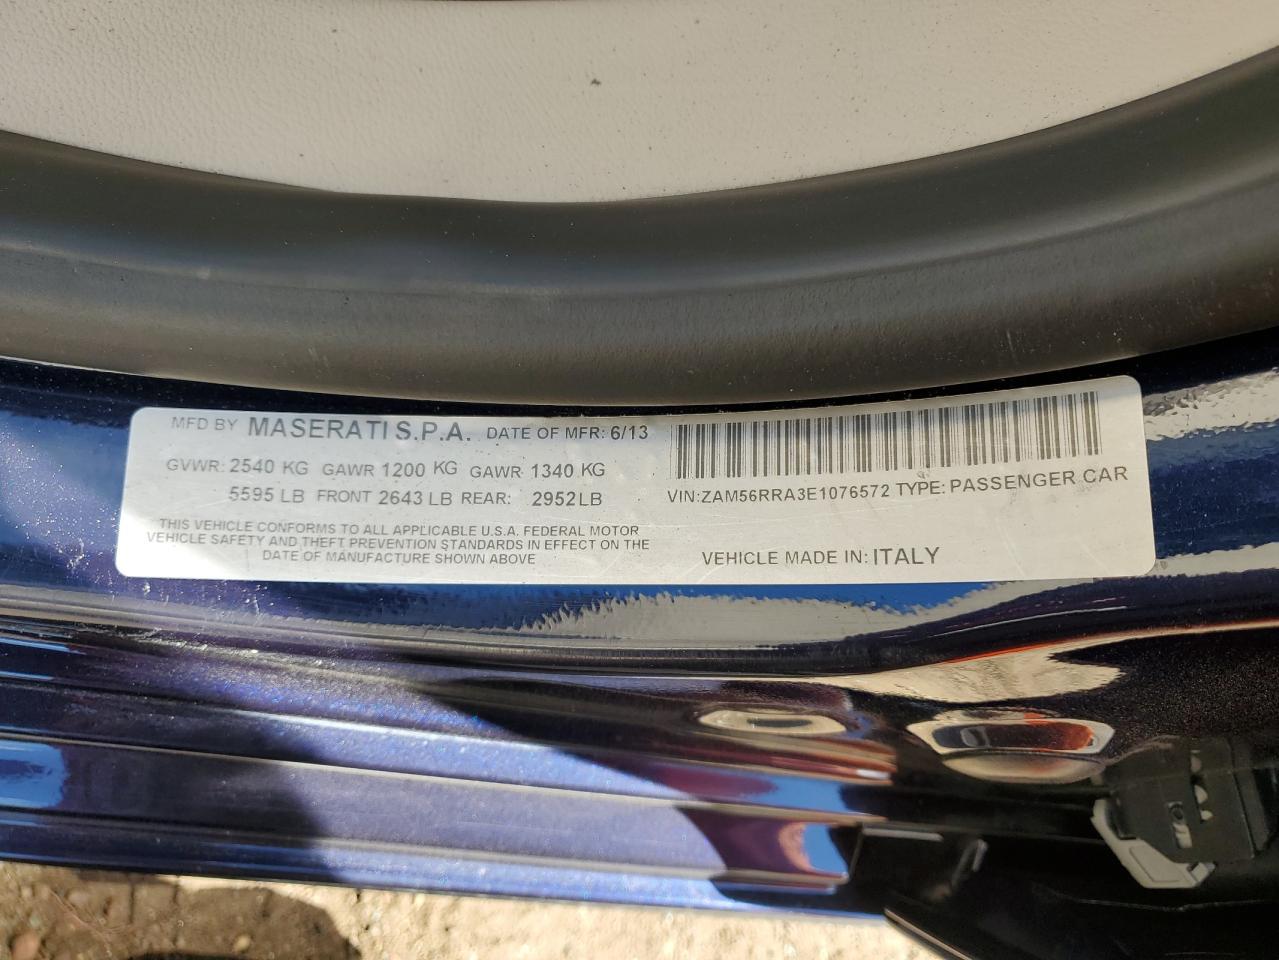 MFD BY MASERATI S.P.A. DATE OF MFR: 6/13
GVWR: 2540 KG GAWR 1200 KG GAWR 1340 KG
5595 LB FRONT 2643 LB REAR: 2952LB
VIN:ZAM56RRA3E1076572 TYPE: PASSENGER CAR
THIS VEHICLE CONFORMS TO ALL APPLICABLE U.S.A. FEDERAL MOTOR
VEHICLE SAFETY AND THEFT PREVENTION STANDARDS IN EFFECT ON THE
DATE OF MANUFACTURE SHOWN ABOVE
VEHICLE MADE IN: ITALY